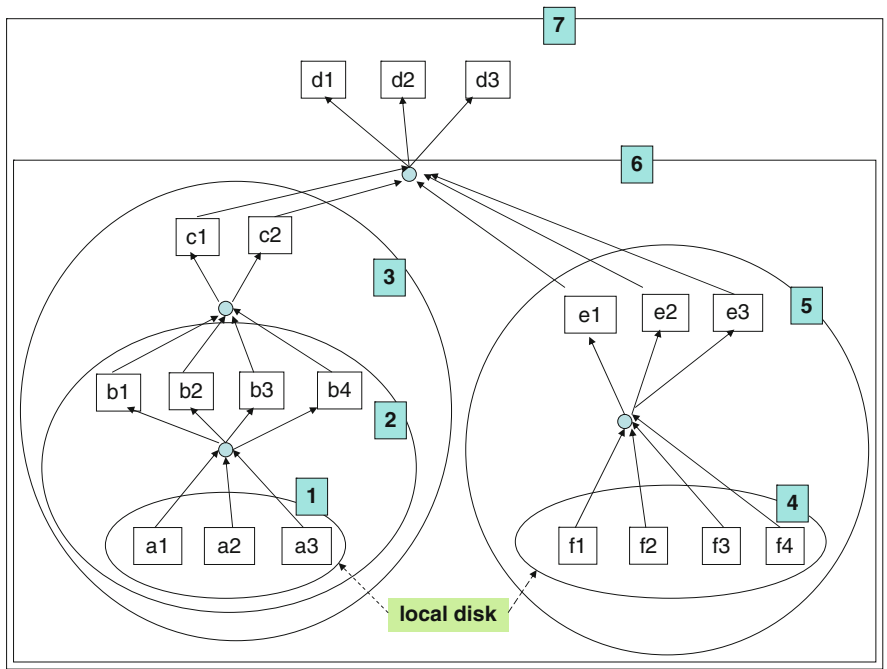 7
d1 d2 d3
6
c1 c2
3
e1 e2 e3
5
b1 b2 b3 b4
2
1
4
a1 a2 a3
f1 f2 f3 f4
local disk